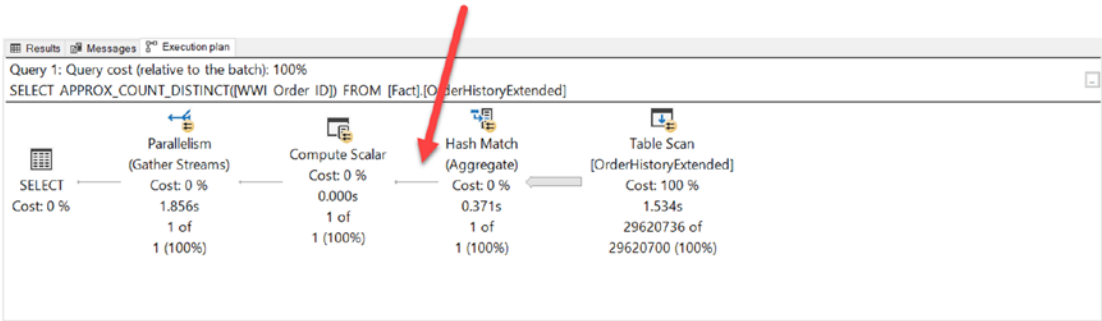 Results Messages Execution plan
Query 1: Query cost (relative to the batch): 100%
SELECT APPROX_COUNT_DISTINCT([WWI Order ID]) FROM [Fact].[OrderHistoryExtended]
SELECT
Cost: 0 %
Parallelism
(Gather Streams)
Cost: 0 %
1.856s
1 of
1 (100%)
Compute Scalar
Cost: 0 %
0.000s
1 of
1 (100%)
Hash Match
(Aggregate)
Cost: 0 %
0.371s
1 of
1 (100%)
Table Scan
[OrderHistoryExtended]
Cost: 100 %
1.534s
29620736 of
29620700 (100%)